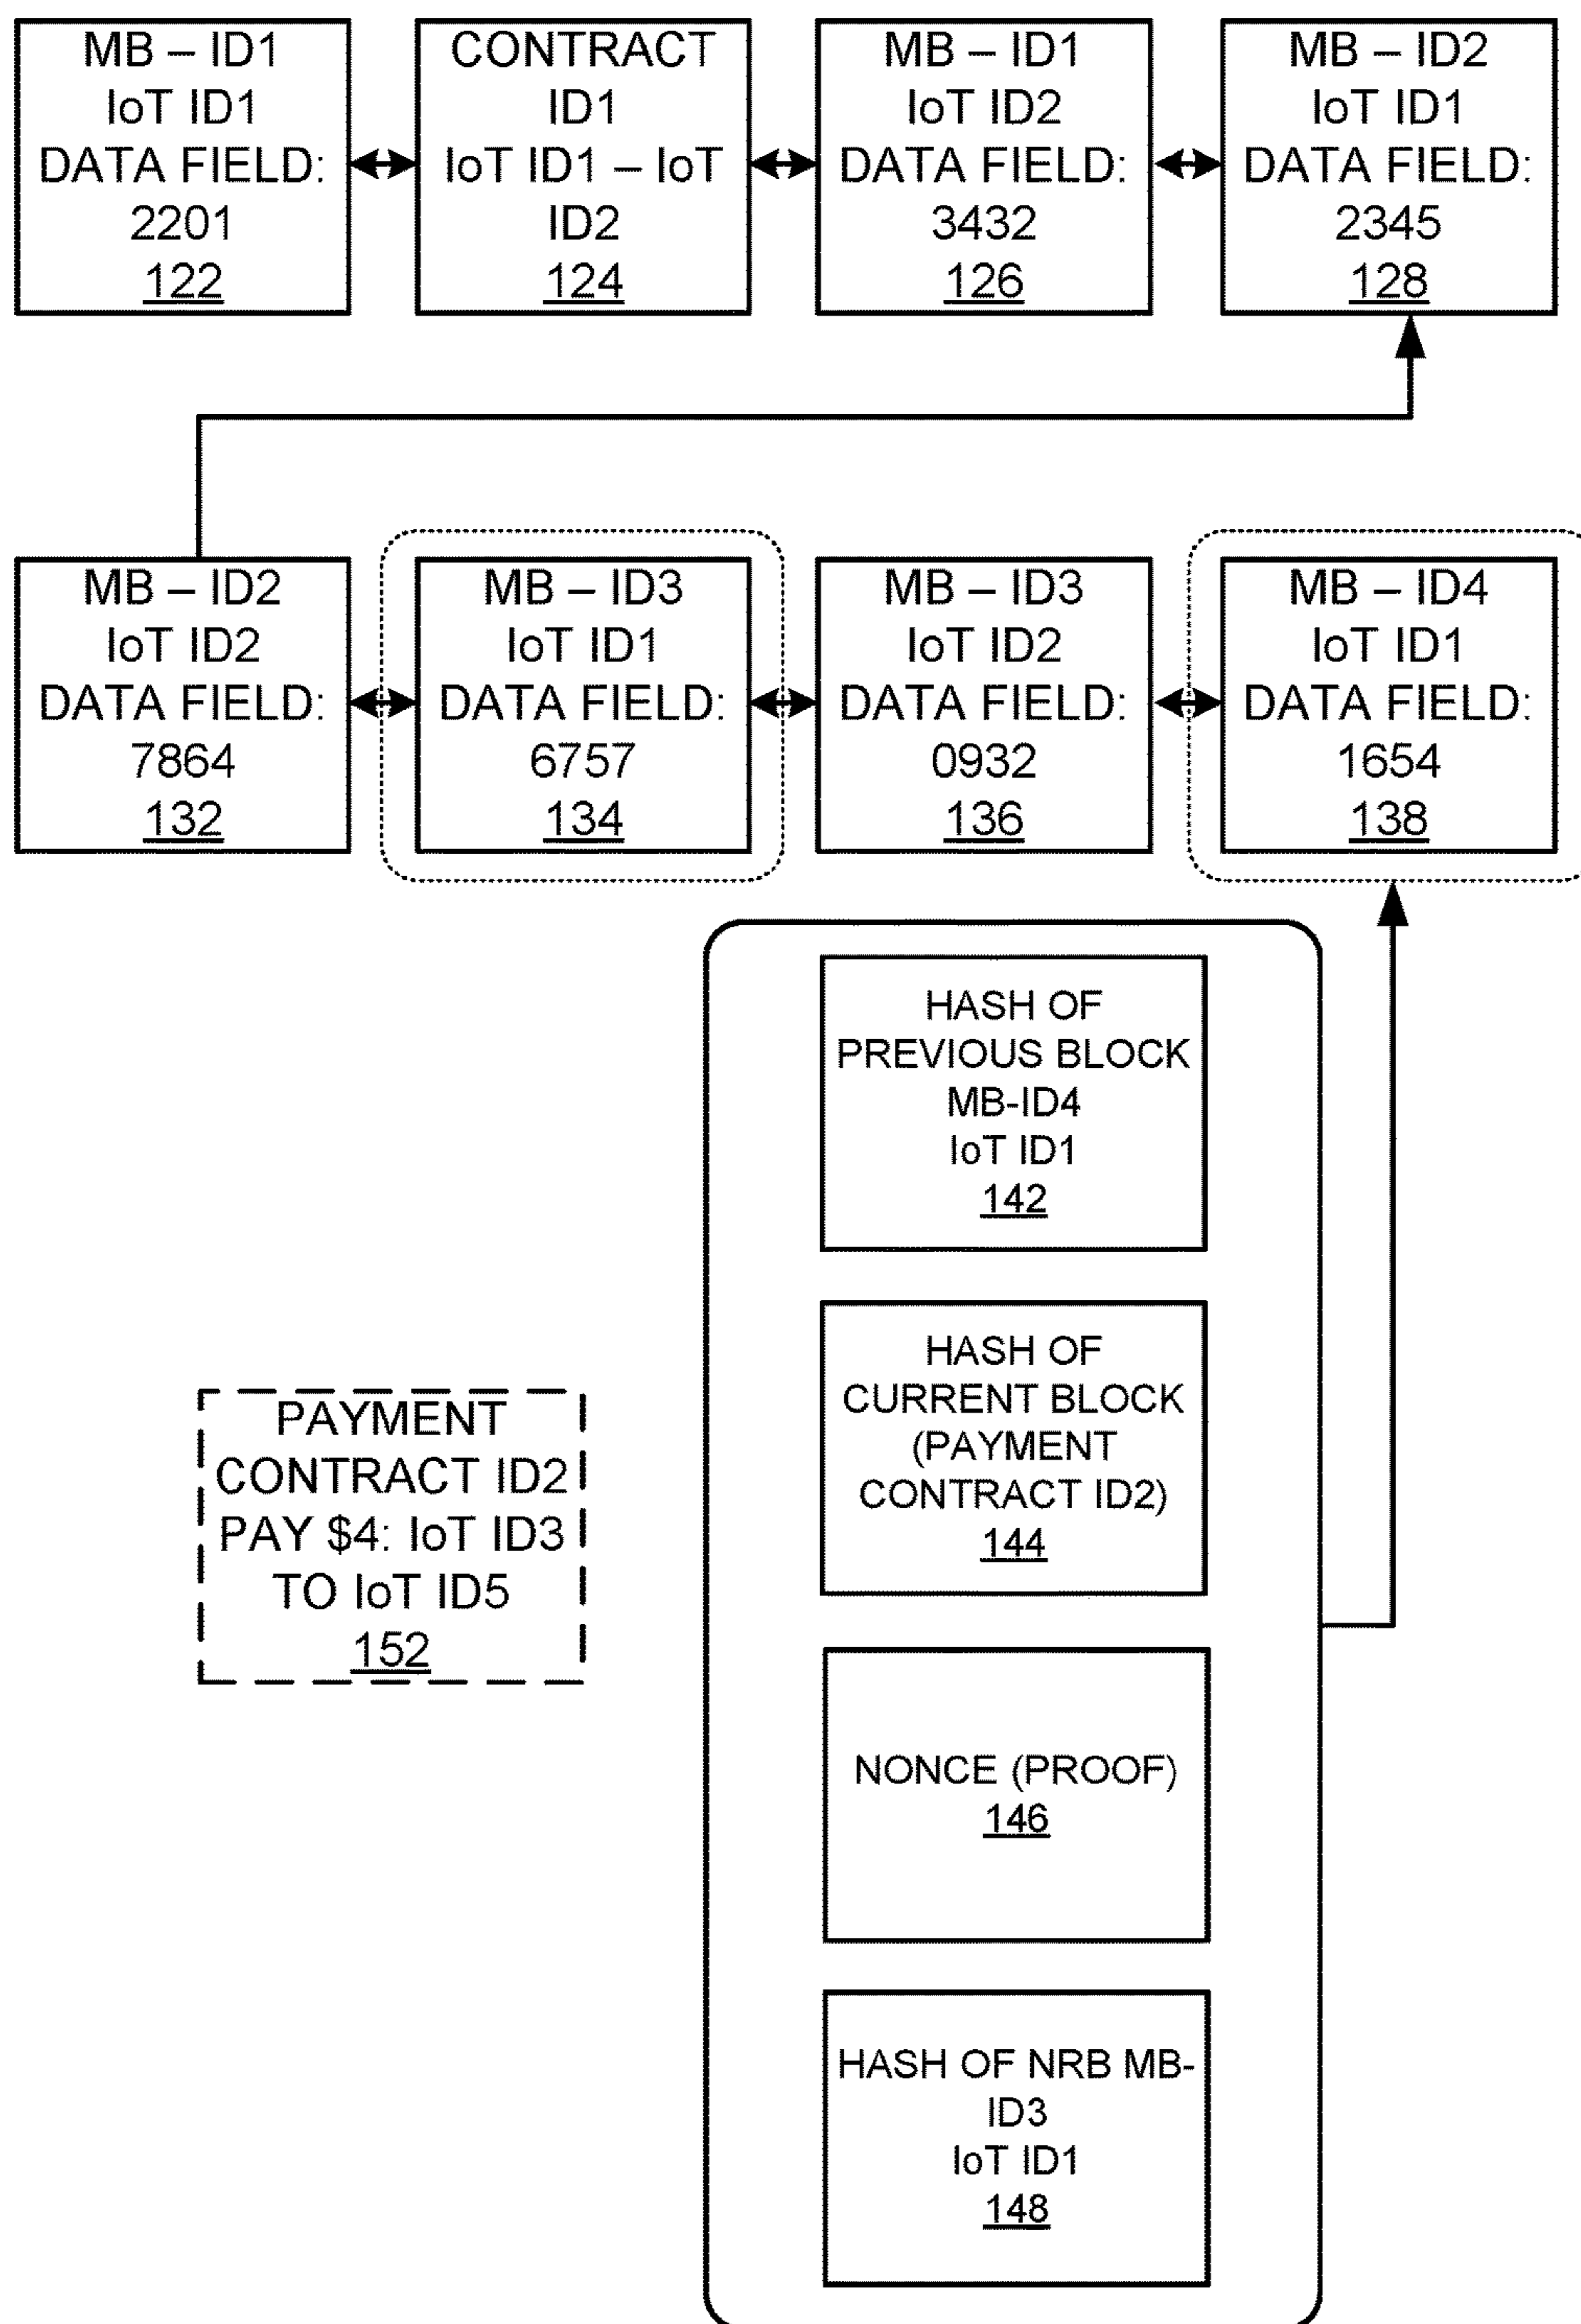 MB – ID1
IoT ID1
DATA FIELD:
2201
122
CONTRACT
ID1
IoT ID1 – IoT
ID2
124
MB – ID1
IoT ID2
DATA FIELD:
3432
126
MB – ID2
IoT ID1
DATA FIELD:
2345
128
MB – ID2
IoT ID2
DATA FIELD:
7864
132
MB – ID3
IoT ID1
DATA FIELD:
6757
134
MB – ID3
IoT ID2
DATA FIELD:
0932
136
MB – ID4
IoT ID1
DATA FIELD:
1654
138
HASH OF
PREVIOUS BLOCK
MB-ID4
IoT ID1
142
HASH OF
CURRENT BLOCK
(PAYMENT
CONTRACT ID2)
144
PAYMENT
CONTRACT ID2
PAY $4: IoT ID3
TO IoT ID5
152
NONCE (PROOF)
146
HASH OF NRB MB-
ID3
IoT ID1
148